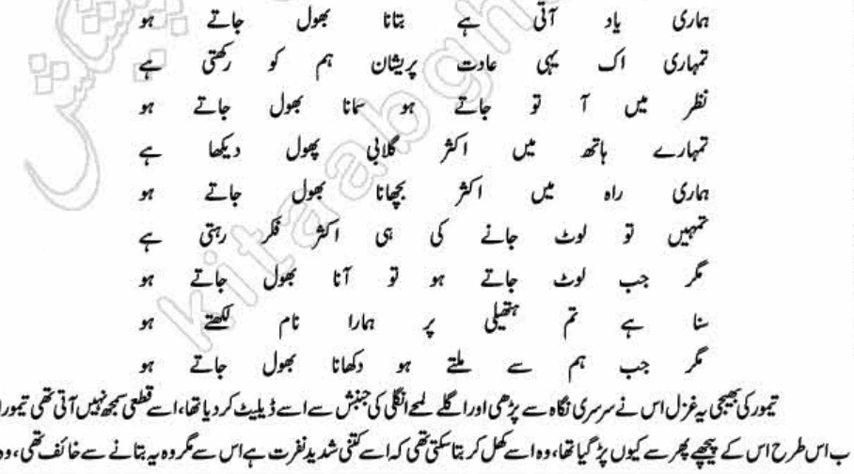 ہماری یاد آتی ہے بتانا بھول جاتے ہو
تمہاری اک یہی عادت پریشان ہم کو رکھتی ہے
نظر میں آ تو جاتے ہو سمانا بھول جاتے ہو
تمہارے ہاتھ میں اکثر گلابی پھول دیکھا ہے
ہماری راہ میں اکثر بچھانا بھول جاتے ہو
تمہیں تو لوٹ جانے کی ہی اکثر فکر رہتی ہے
مگر جب لوٹ جاتے ہو تو آنا بھول جاتے ہو
سنا ہے تم ہتھیلی پر ہمارا نام لکھتے ہو
مگر جب ہم سے ملتے ہو دکھانا بھول جاتے ہو
تیمور کی بھیجی یہ غزل اس نے سرسری نگاہ سے پڑھی اور اگلے لمحے انگلی کی جنبش سے اسے ڈیلیٹ کر دیا تھا، اسے قطعی سمجھ نہیں آتی تھی تیمور
ب اس طرح اس کے پیچھے پھر سے کیوں پڑ گیا تھا، وہ اسے کھل کر بتا سکتی تھی کہ اسے کتنی شدید نفرت ہے اس سے مگر وہ یہ بتانے سے خائف تھی، وہ
kitaabgh